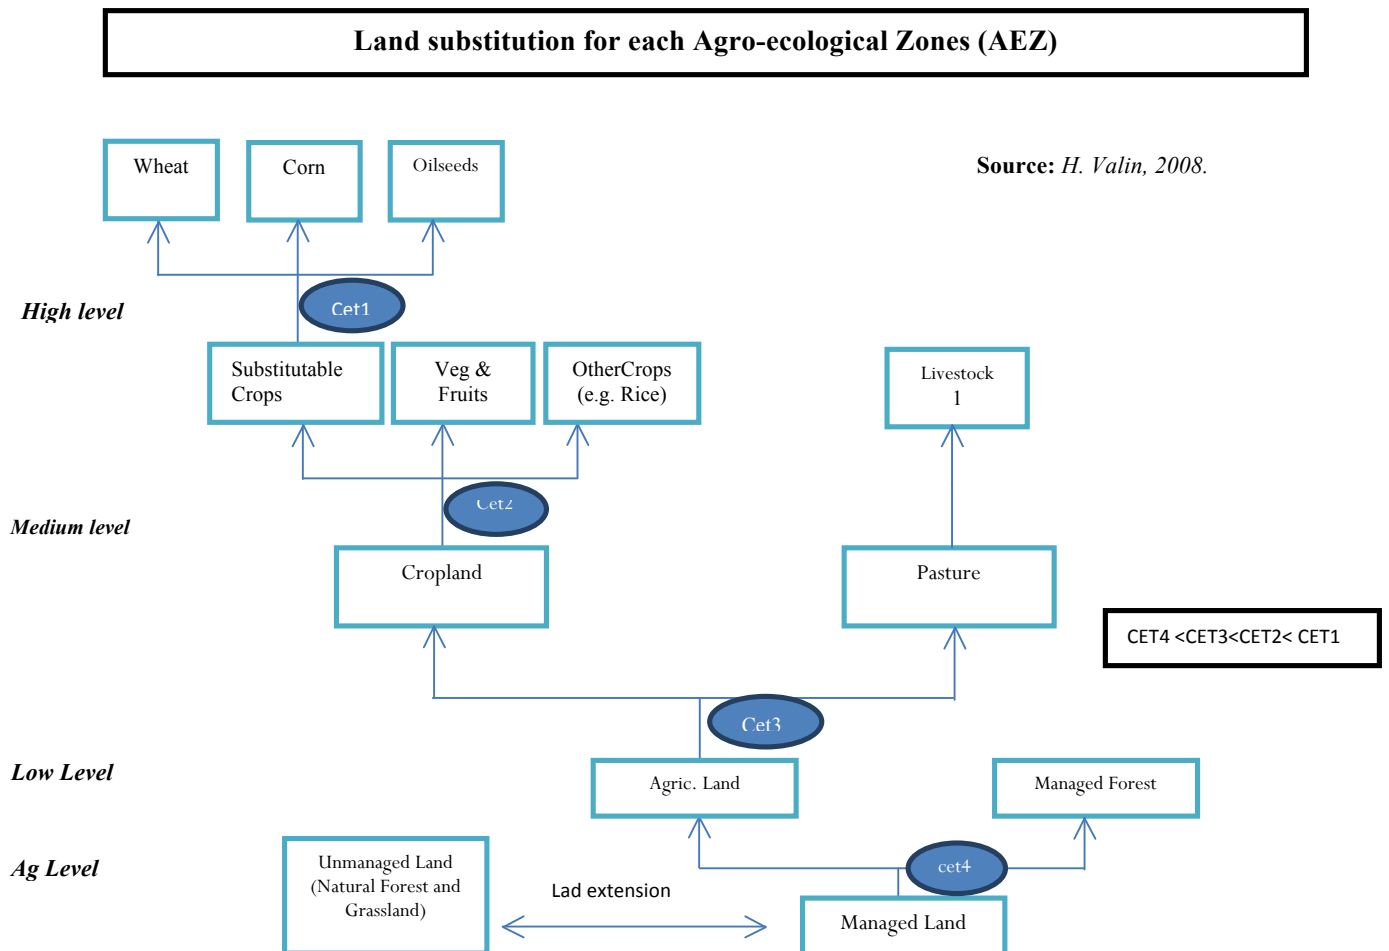 Land substitution for each Agro-ecological Zones (AEZ)
Wheat
Corn
Oilseeds
Source: H. Valin, 2008.
High level
Cet1
Substitutable
Crops
Veg &
Fruits
OtherCrops
(e.g. Rice)
Livestock
1
Cet2
Medium level
Cropland
Pasture
CET4 <CET3<CET2< CET1
Cet3
Low Level
Agric. Land
Managed Forest
Ag Level
Unmanaged Land
(Natural Forest and
Grassland)
Lad extension
cet4
Managed Land